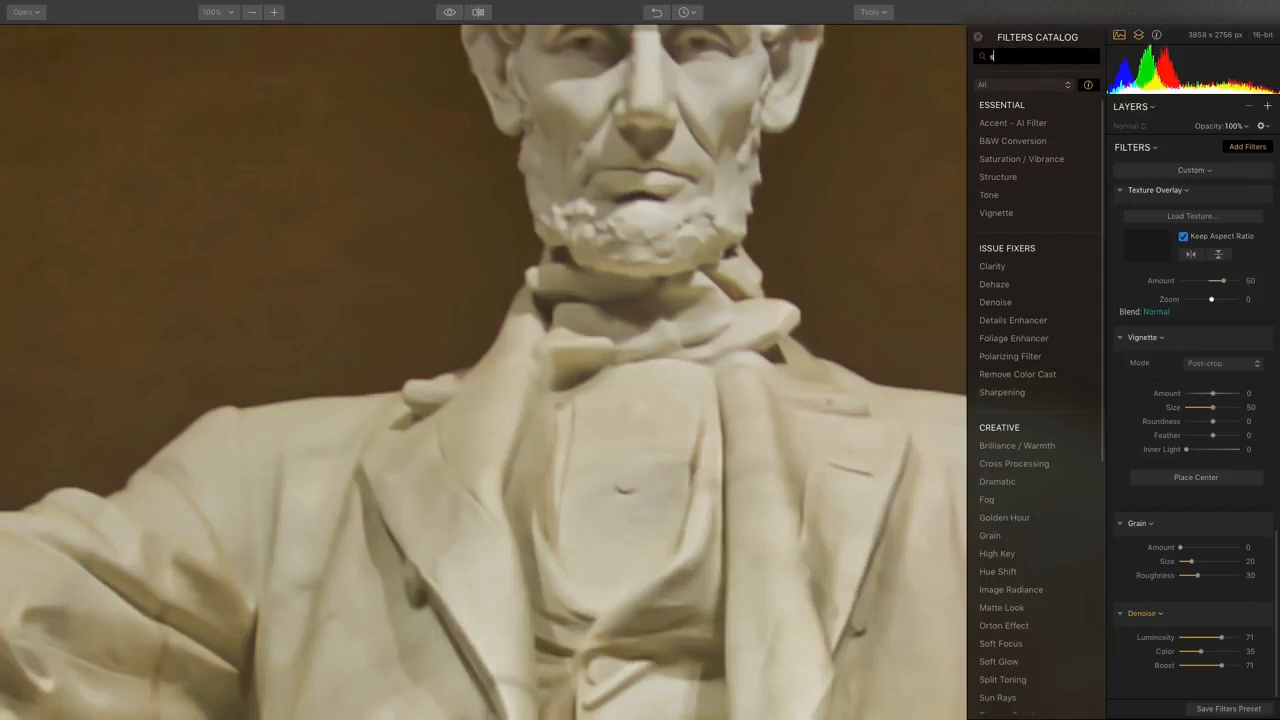 Open
100%
Tools
FILTERS CATALOG
s
All
ESSENTIAL
Accent - AI Filter
B&W Conversion
Saturation / Vibrance
Structure
Tone
Vignette
ISSUE FIXERS
Clarity
Dehaze
Denoise
Details Enhancer
Foliage Enhancer
Polarizing Filter
Remove Color Cast
Sharpening
CREATIVE
Brilliance / Warmth
Cross Processing
Dramatic
Fog
Golden Hour
Grain
High Key
Hue Shift
Image Radiance
Matte Look
Orton Effect
Soft Focus
Soft Glow
Split Toning
Sun Rays
3858 x 2756 px 16-bit
LAYERS
Normal Opacity: 100%
FILTERS Add Filters
Custom
Texture Overlay
Load Texture...
Keep Aspect Ratio
Amount 50
Zoom 0
Blend: Normal
Vignette
Mode Post-crop
Amount 0
Size 50
Roundness 0
Feather 0
Inner Light 0
Place Center
Grain
Amount 0
Size 20
Roughness 30
Denoise
Luminosity 71
Color 35
Boost 71
Save Filters Preset